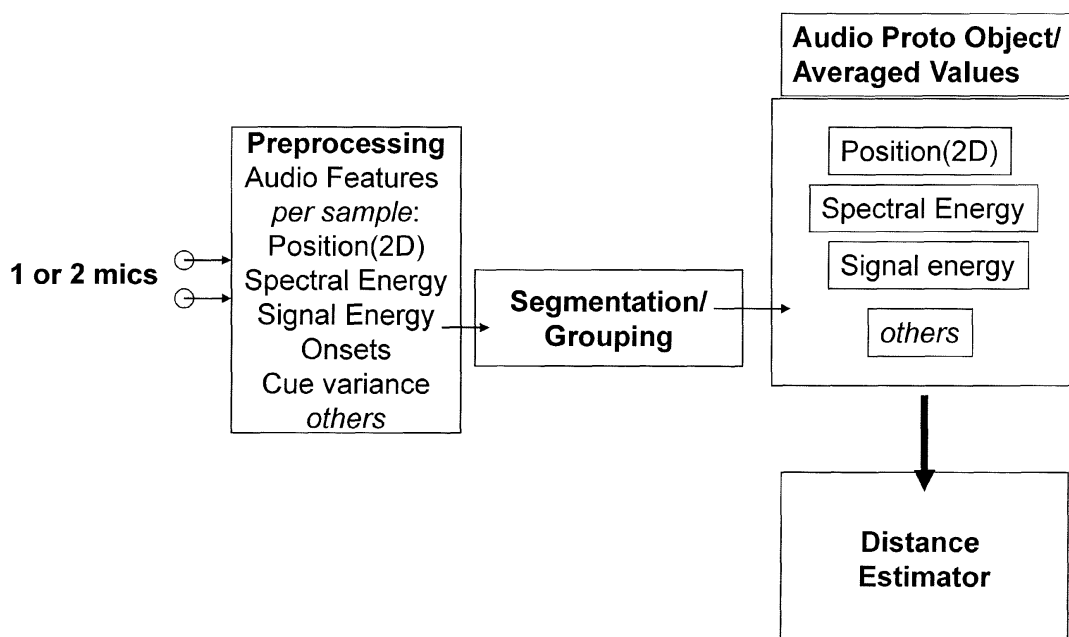 1 or 2 mics
Preprocessing
Audio Features
per sample:
Position(2D)
Spectral Energy
Signal Energy
Onsets
Cue variance
others
Segmentation/
Grouping
Audio Proto Object/
Averaged Values
Position(2D)
Spectral Energy
Signal energy
others
Distance
Estimator